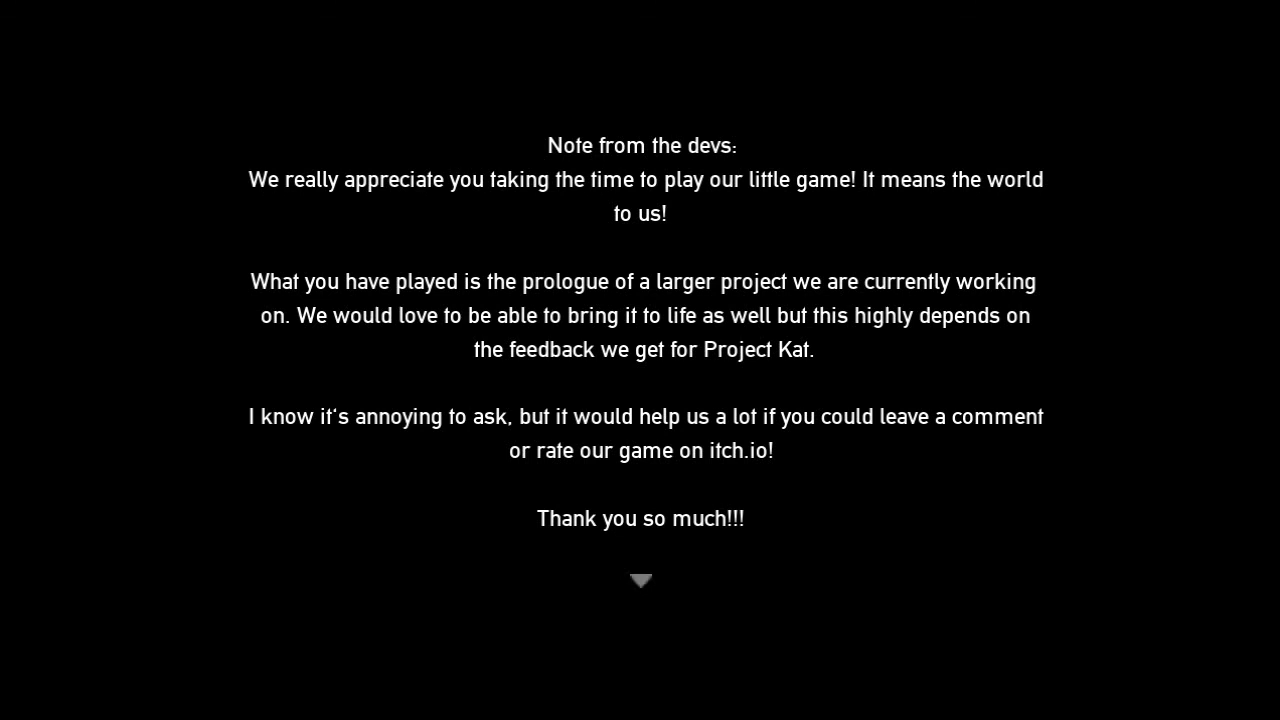 Note from the devs:
We really appreciate you taking the time to play our little game! It means the world
to us!
What you have played is the prologue of a larger project we are currently working
on. We would love to be able to bring it to life as well but this highly depends on
the feedback we get for Project Kat.
I know it‘s annoying to ask, but it would help us a lot if you could leave a comment
or rate our game on itch.io!
Thank you so much!!!